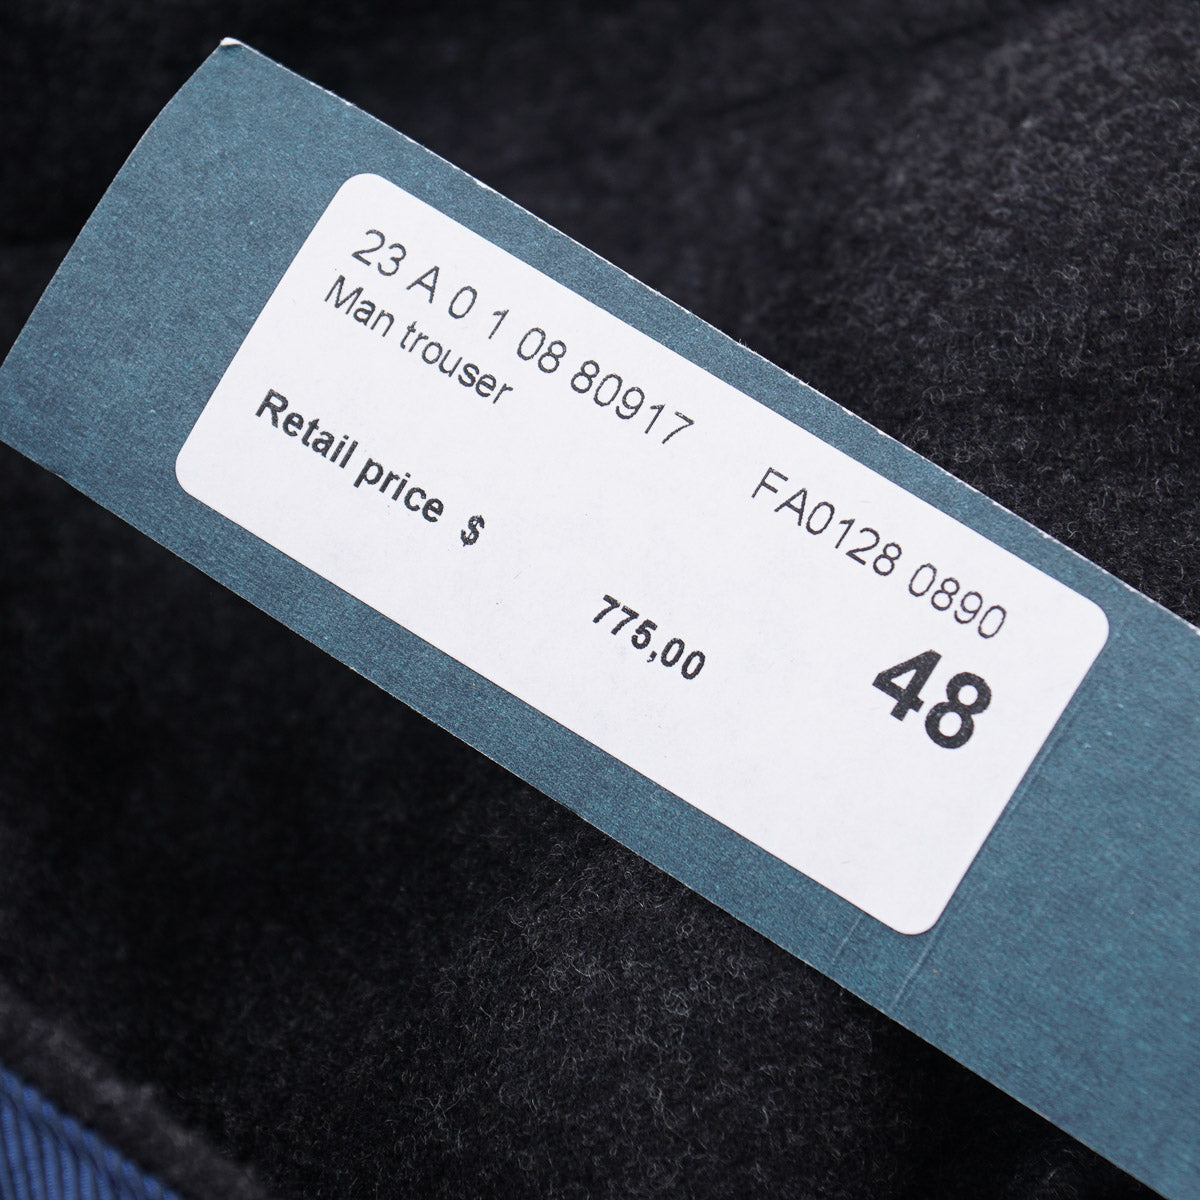 23 A 0 1 08 80917 FA0128 0890
Man trouser
48
Retail price $ 775,00